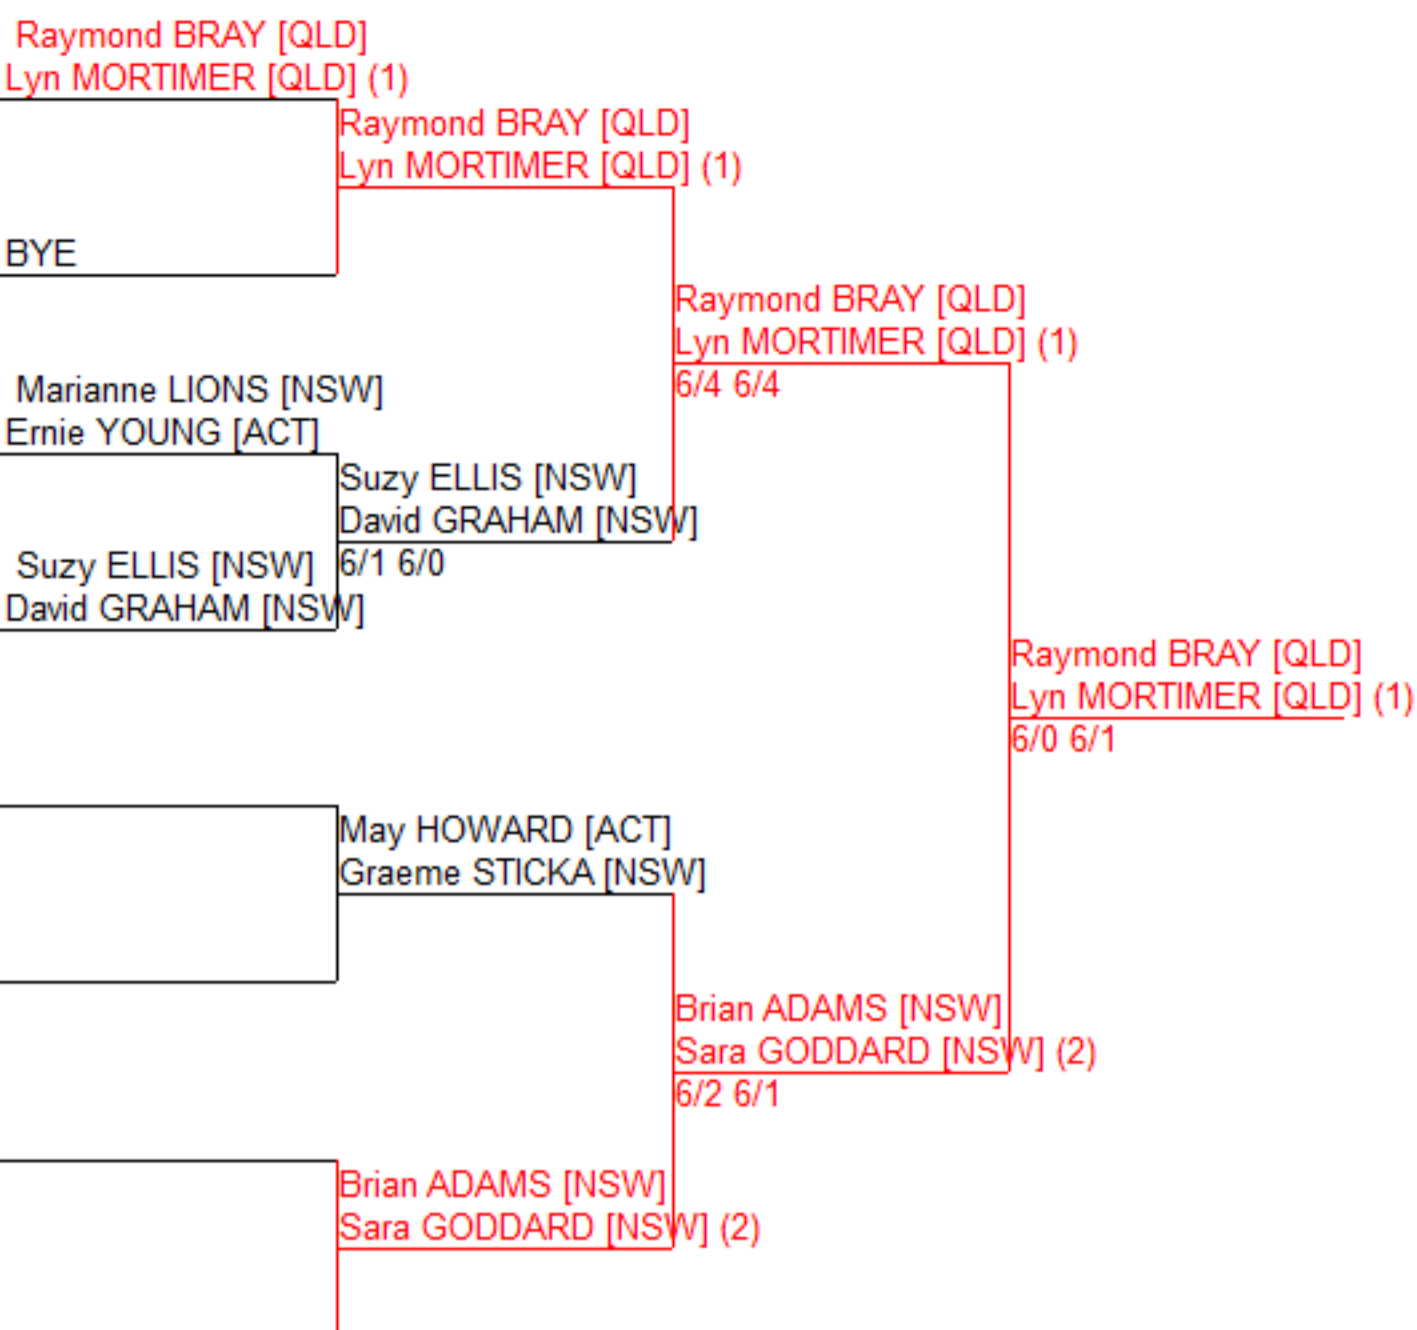 Raymond BRAY [QLD]
Lyn MORTIMER [QLD] (1)
Raymond BRAY [QLD]
Lyn MORTIMER [QLD] (1)
BYE
Raymond BRAY [QLD]
Lyn MORTIMER [QLD] (1)
6/4 6/4
Marianne LIONS [NSW]
Ernie YOUNG [ACT]
Suzy ELLIS [NSW]
David GRAHAM [NSW]
6/1 6/0
Suzy ELLIS [NSW]
David GRAHAM [NSW]
Raymond BRAY [QLD]
Lyn MORTIMER [QLD] (1)
6/0 6/1
May HOWARD [ACT]
Graeme STICKA [NSW]
Brian ADAMS [NSW]
Sara GODDARD [NSW] (2)
6/2 6/1
Brian ADAMS [NSW]
Sara GODDARD [NSW] (2)